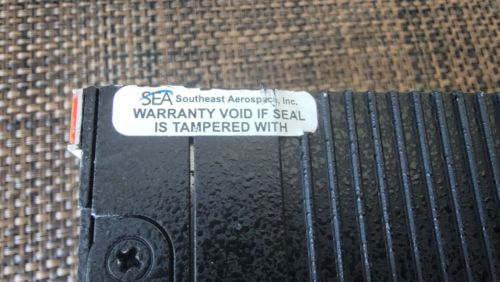 SEA Southeast Aerospace, Inc.
WARRANTY VOID IF SEAL
IS TAMPERED WITH